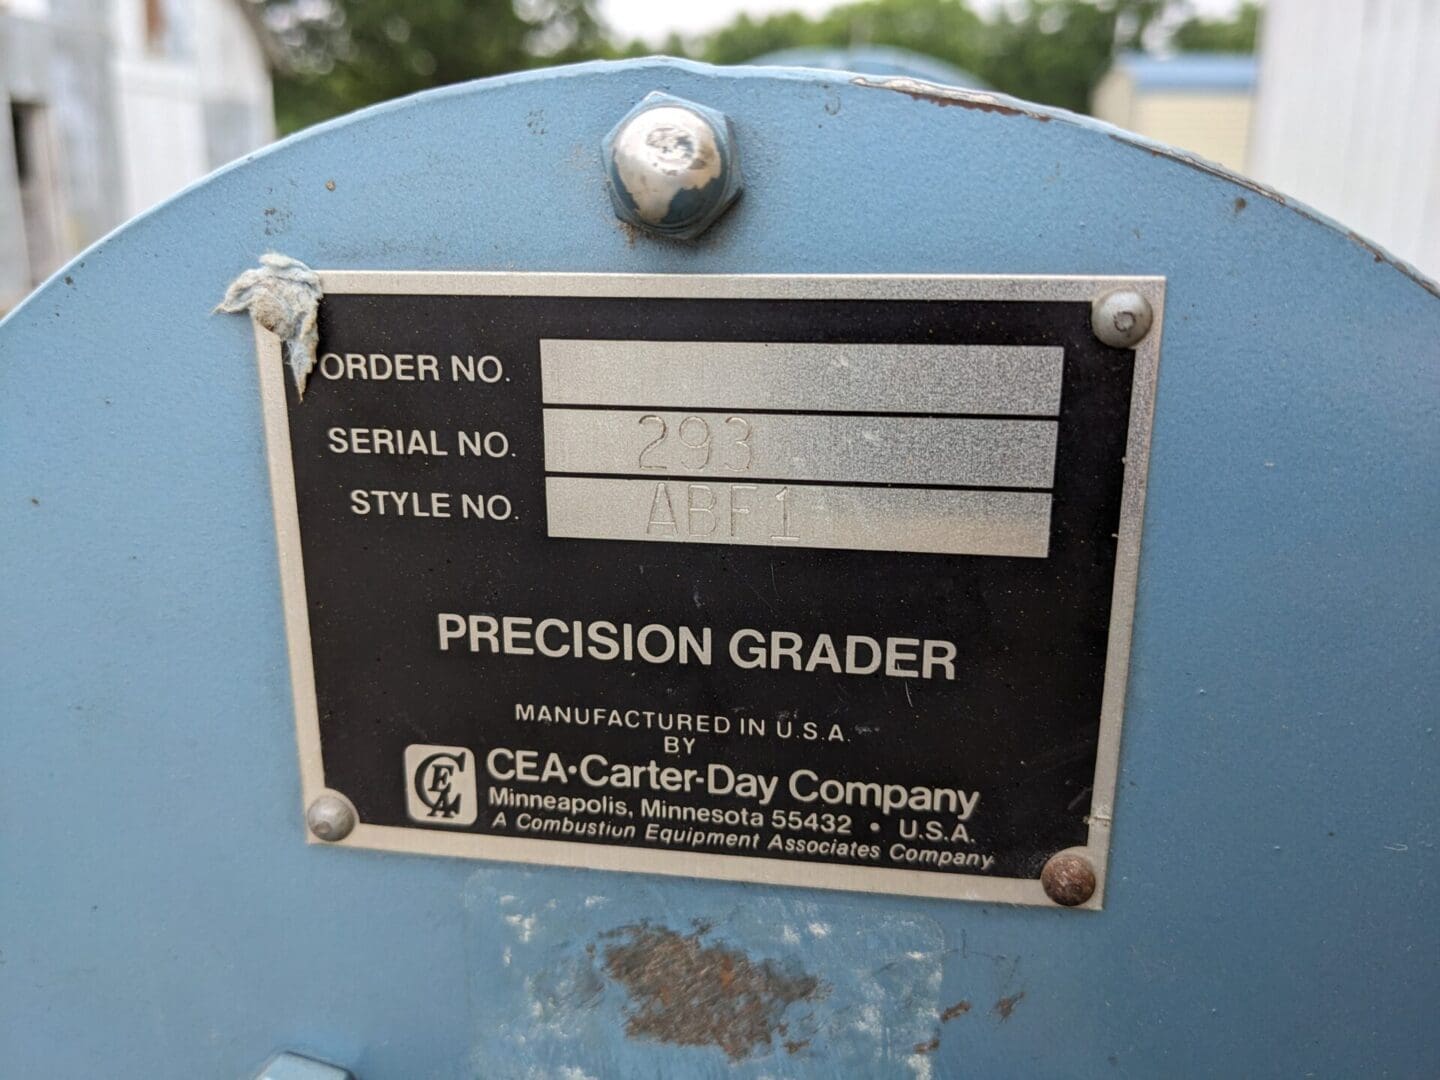 ORDER NO.
SERIAL NO. 293
STYLE NO. ABF1
PRECISION GRADER
MANUFACTURED IN U.S.A.
BY
CEA CEA·Carter-Day Company
Minneapolis, Minnesota 55432 • U.S.A.
A Combustion Equipment Associates Company